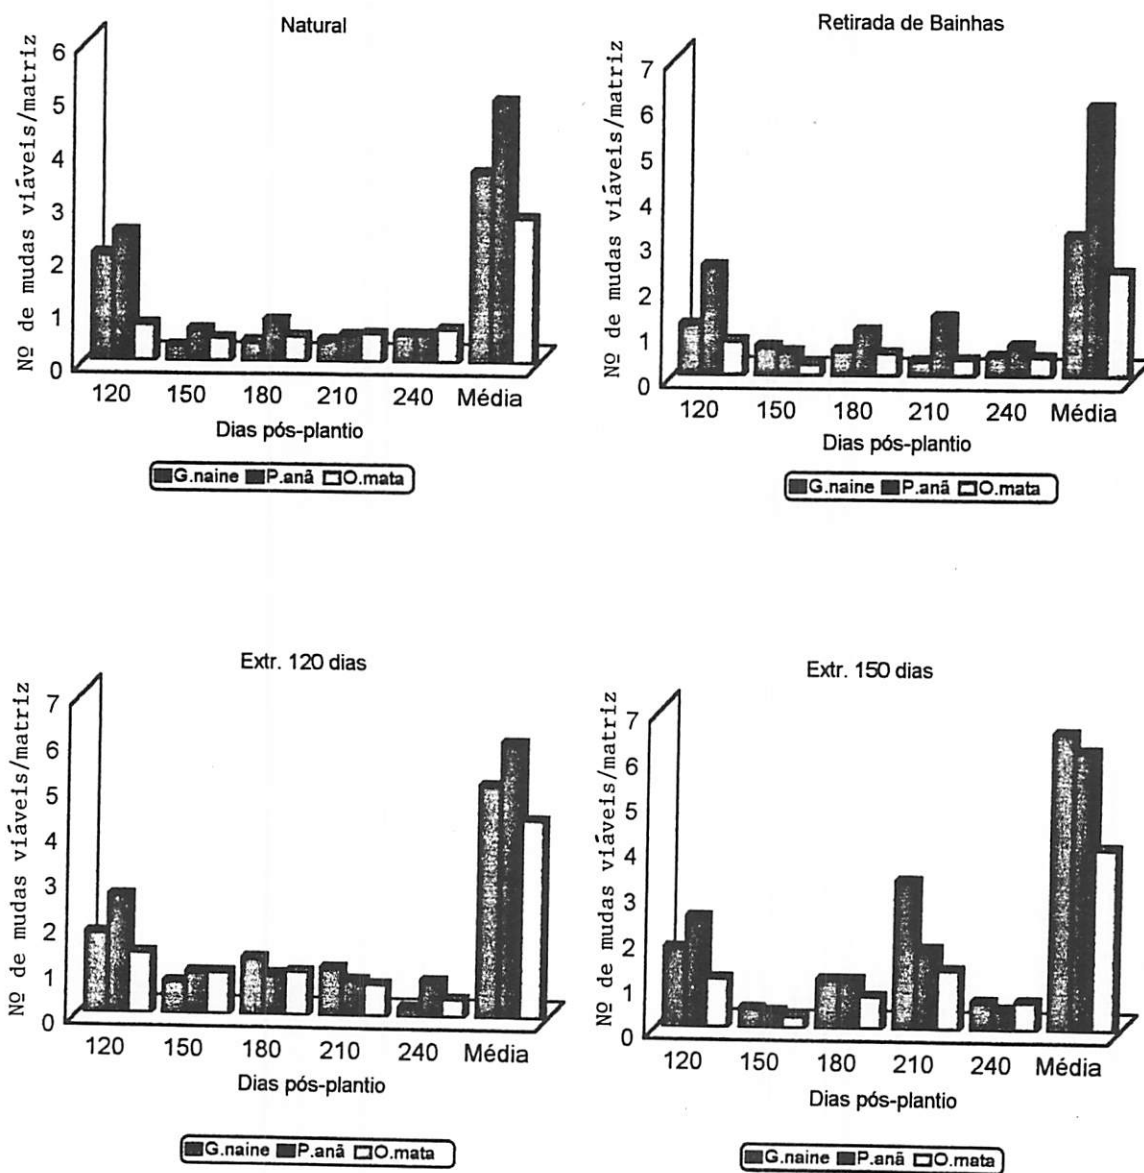 Natural
Nº de mudas viáveis/matriz
6
5
4
3
2
1
0
120 150 180 210 240 Média
Dias pós-plantio
G.naine P.anã O.mata
Retirada de Bainhas
Nº de mudas viáveis/matriz
7
6
5
4
3
2
1
0
120 150 180 210 240 Média
Dias pós-plantio
G.naine P.anã O.mata
Extr. 120 dias
Nº de mudas viáveis/matriz
7
6
5
4
3
2
1
0
120 150 180 210 240 Média
Dias pós-plantio
G.naine P.anã O.mata
Extr. 150 dias
Nº de mudas viáveis/matriz
7
6
5
4
3
2
1
0
120 150 180 210 240 Média
Dias pós-plantio
G.naine P.anã O.mata